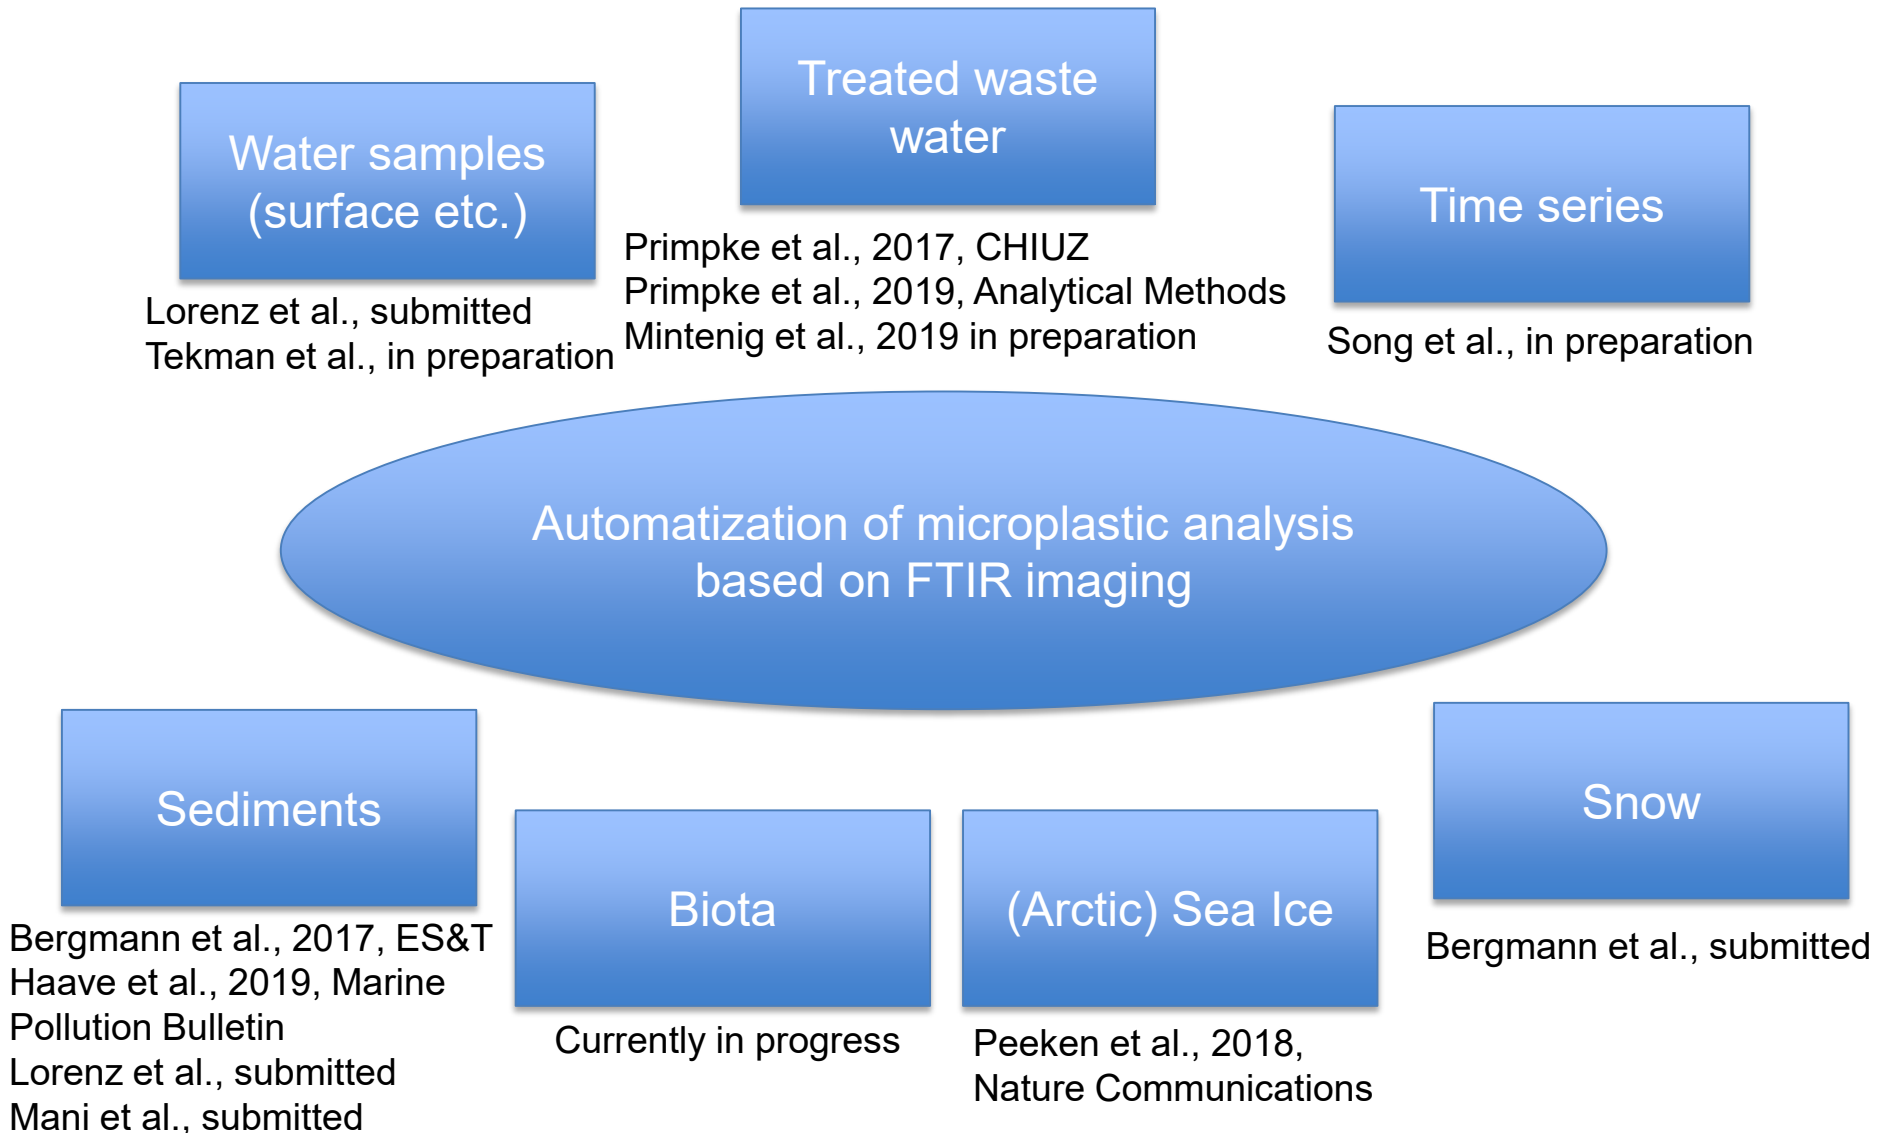 Treated waste
water
Water samples
(surface etc.)
Time series
Primpke et al., 2017, CHIUZ
Primpke et al., 2019, Analytical Methods
Mintenig et al., 2019 in preparation
Lorenz et al., submitted
Tekman et al., in preparation
Song et al., in preparation
Automatization of microplastic analysis
based on FTIR imaging
Sediments
Bergmann et al., 2017, ES&T
Haave et al., 2019, Marine
Pollution Bulletin
Lorenz et al., submitted
Mani et al., submitted
Biota
Currently in progress
(Arctic) Sea Ice
Peeken et al., 2018,
Nature Communications
Snow
Bergmann et al., submitted